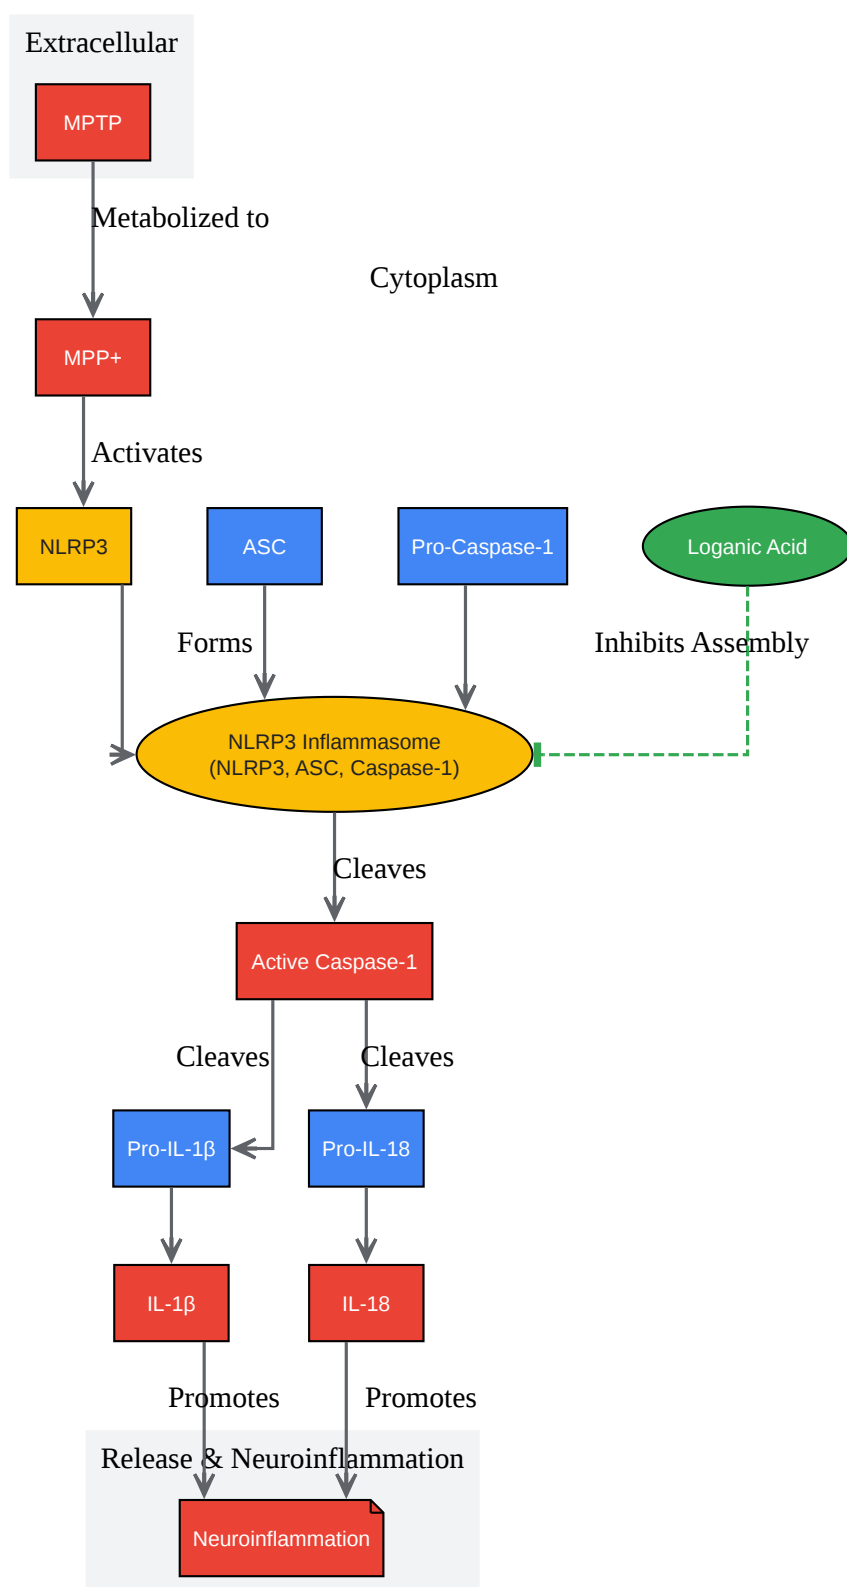 Extracellular
MPTP
Metabolized to
Cytoplasm
MPP+
Activates
NLRP3
ASC
Pro-Caspase-1
Loganic Acid
Forms
Inhibits Assembly
NLRP3 Inflammasome
(NLRP3, ASC, Caspase-1)
Cleaves
Active Caspase-1
Cleaves
Cleaves
Pro-IL-1β
Pro-IL-18
IL-1β
IL-18
Promotes
Promotes
Release & Neuroinflammation
Neuroinflammation